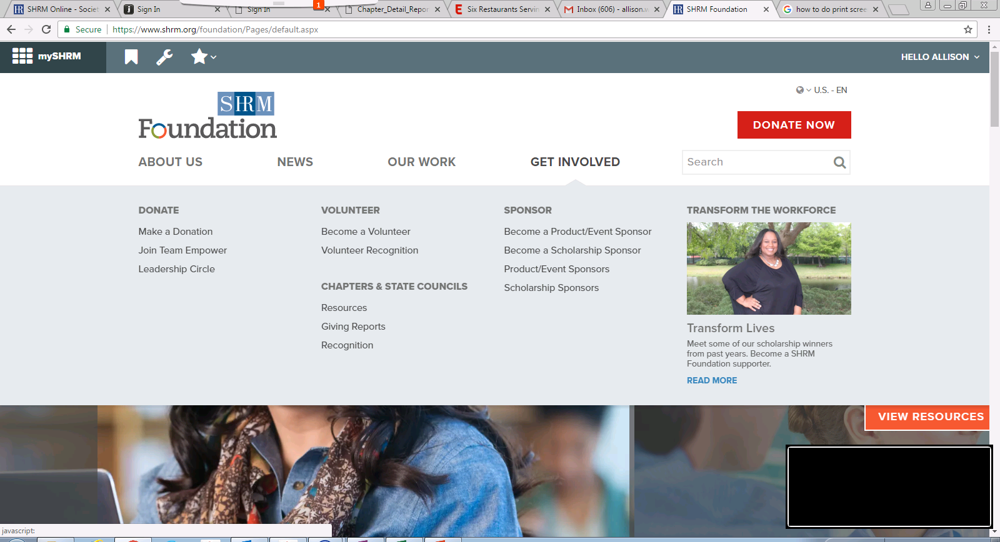 SHRM Online - Societ
Sign In
Sign In
1
Chapter_Detail_Repor
Six Restaurants Servin
Inbox (606) - allison.w
SHRM Foundation
how to do print scree
Secure
https://www.shrm.org/foundation/Pages/default.aspx
mySHRM
HELLO ALLISON
U.S. - EN
SHRM
Foundation
DONATE NOW
ABOUT US
NEWS
OUR WORK
GET INVOLVED
Search
DONATE
Make a Donation
Join Team Empower
Leadership Circle
VOLUNTEER
Become a Volunteer
Volunteer Recognition
CHAPTERS & STATE COUNCILS
Resources
Giving Reports
Recognition
SPONSOR
Become a Product/Event Sponsor
Become a Scholarship Sponsor
Product/Event Sponsors
Scholarship Sponsors
TRANSFORM THE WORKFORCE
Transform Lives
Meet some of our scholarship winners
from past years. Become a SHRM
Foundation supporter.
READ MORE
VIEW RESOURCES
javascript: